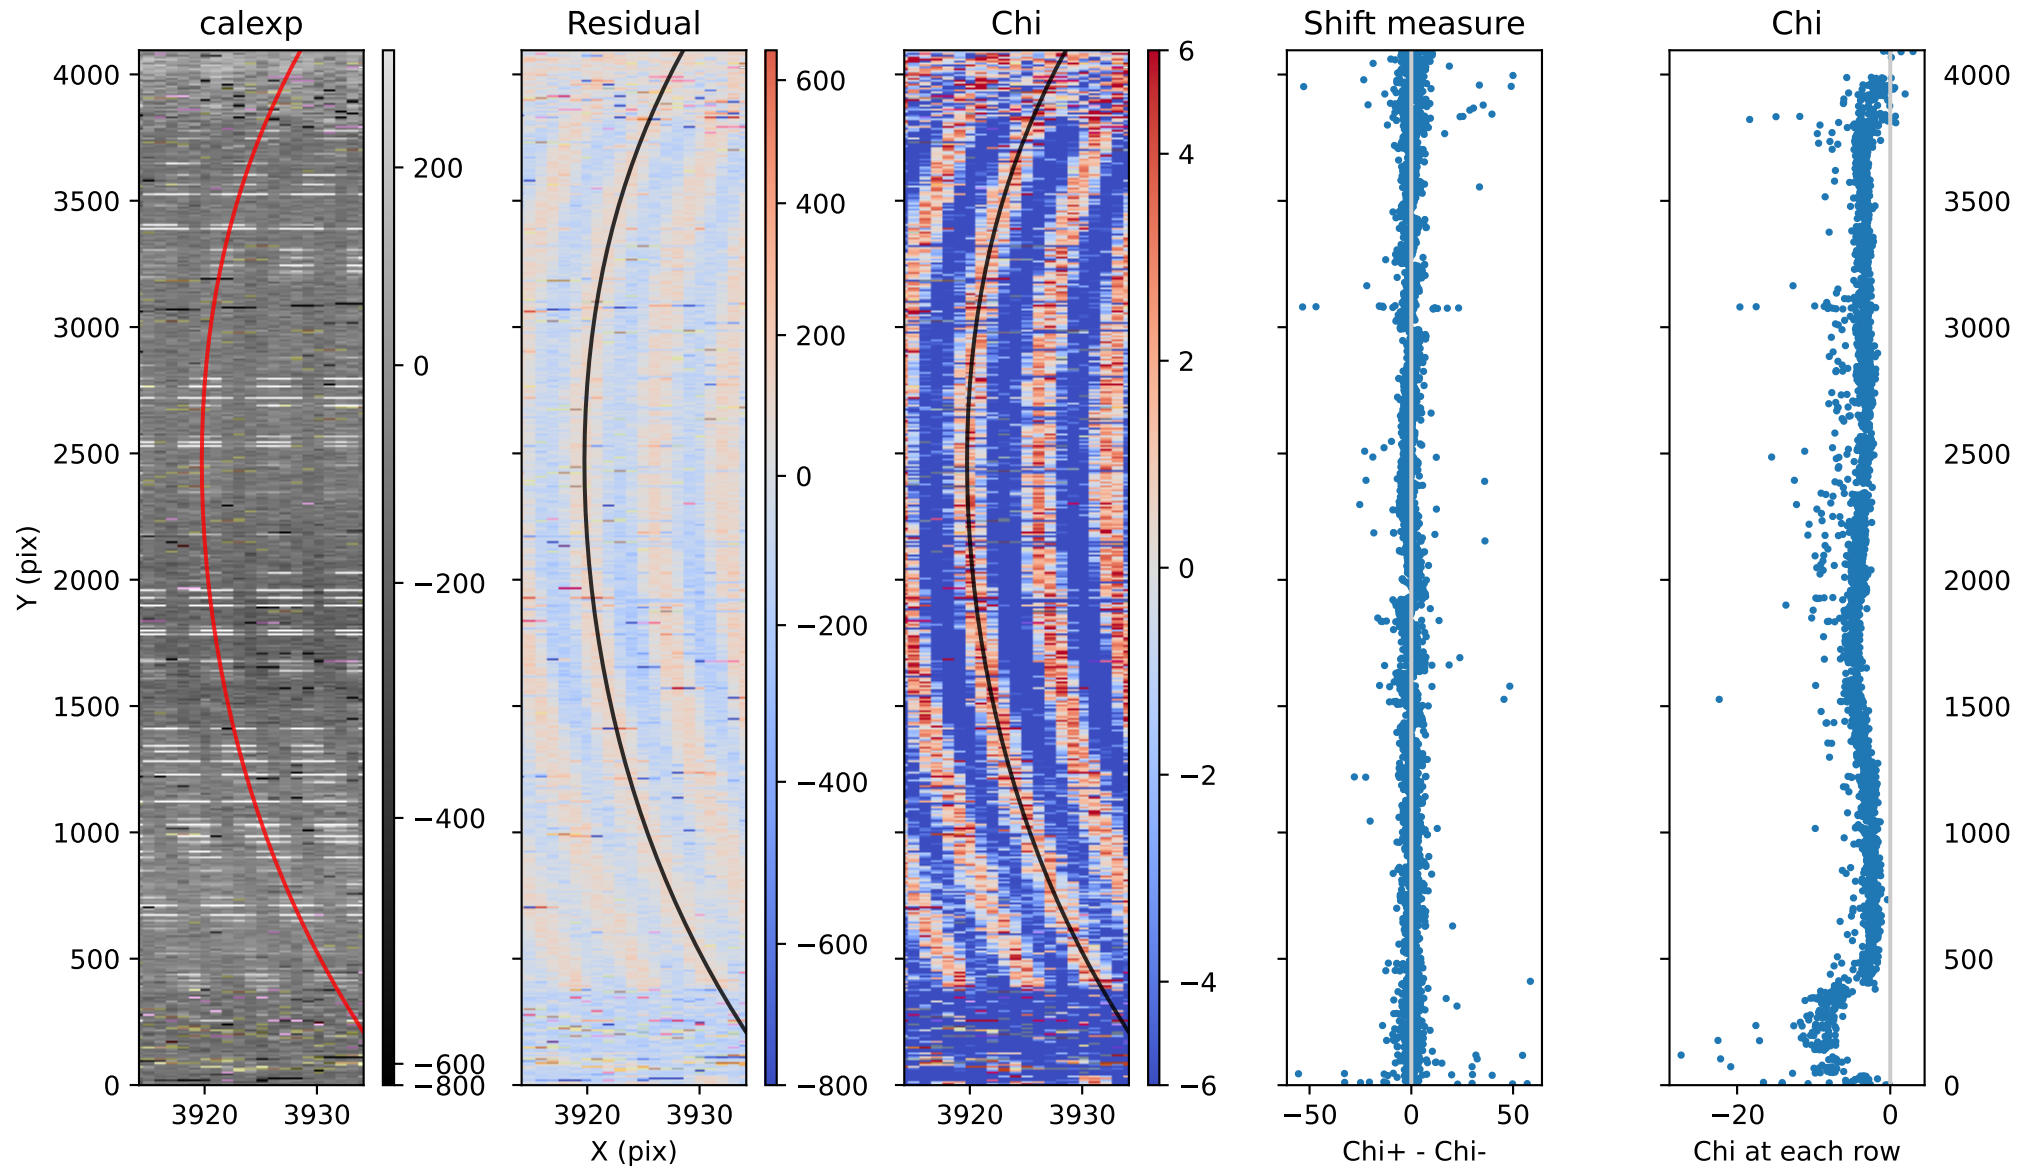 calexp Residual Chi Shift measure Chi
4000 200 600 6 4000
3500 0 400 4 3500
3000 −200 200 2 3000
2500 −400 0 0 2500
2000 −600 −200 −2 2000
1500 −800 −400 −4 1500
1000 −600 −6 1000
500 −800 500
0 0
Y (pix)
3920 3930 3920 3930 3920 3930 −50 0 50 −20 0
X (pix) Chi+ - Chi- Chi at each row